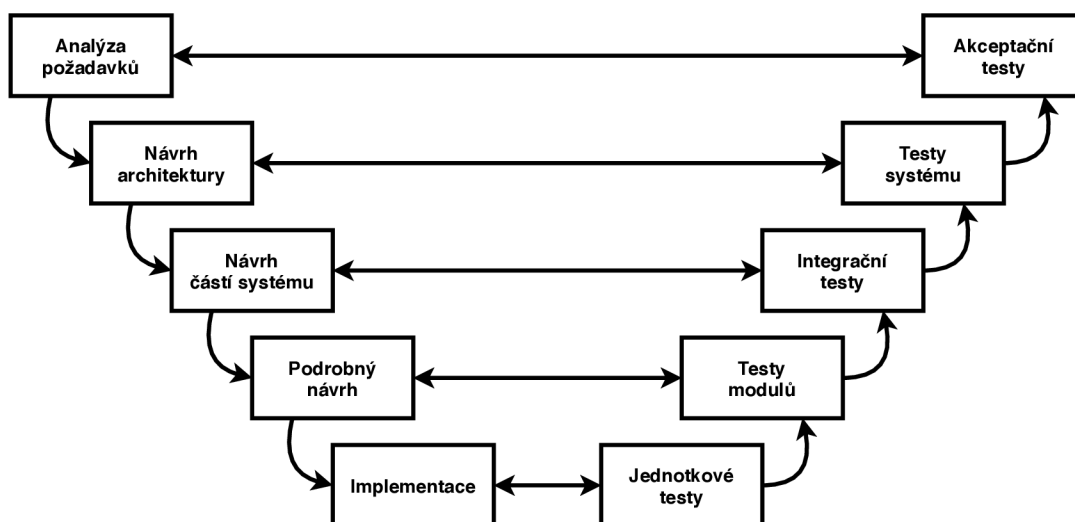 Analýza
požadavků
Akceptační
testy
Návrh
architektury
Testy
systému
Návrh
částí systému
Integrační
testy
Podrobný
návrh
Testy
modulů
Implementace
Jednotkové
testy